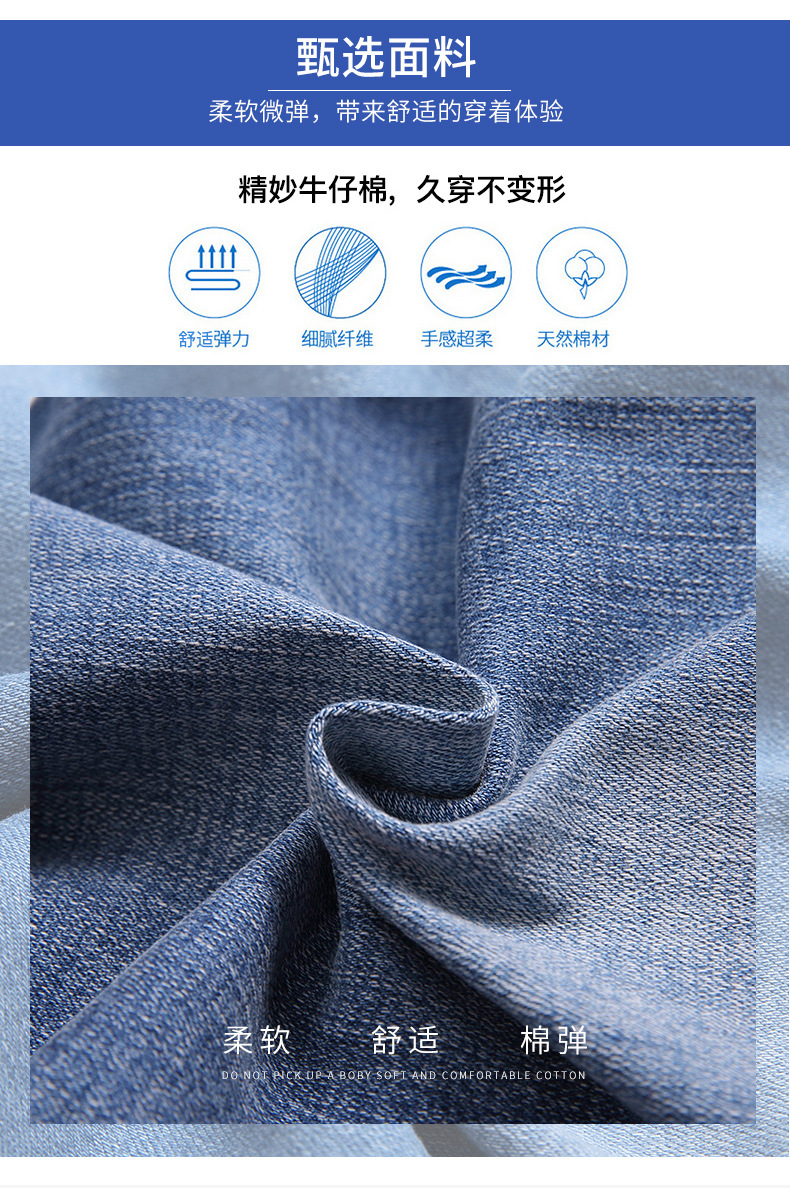 甄选面料
柔软微弹，带来舒适的穿着体验
精妙牛仔棉，久穿不变形
舒适弹力 细腻纤维 手感超柔 天然棉材
柔软 舒适 棉弹
DO NOT PICK UP A BOBY SOFT AND COMFORTABLE COTTON